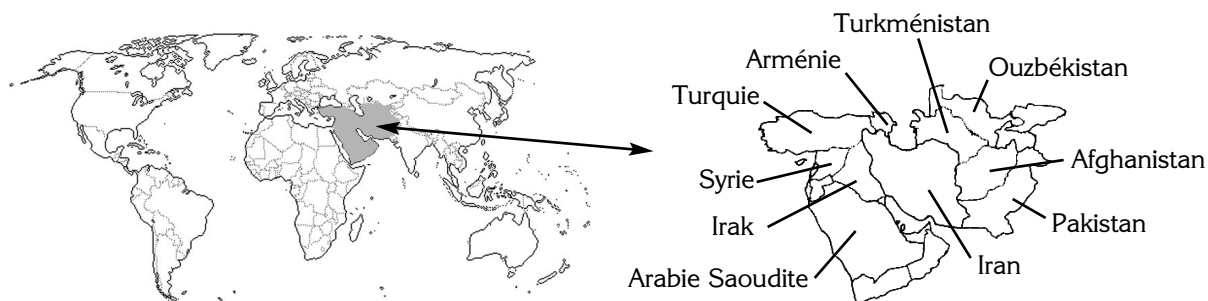 Turkménistan
Arménie
Ouzbékistan
Turquie
Afghanistan
Syrie
Irak
Pakistan
Iran
Arabie Saoudite